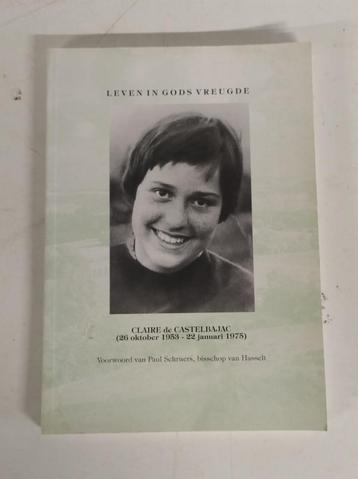 LEVEN IN GODS VREUGDE
CLAIRE de CASTELBAJAC
(26 oktober 1953 - 22 januari 1975)
Voorwoord van Paul Schruers, bisschop van Hasselt